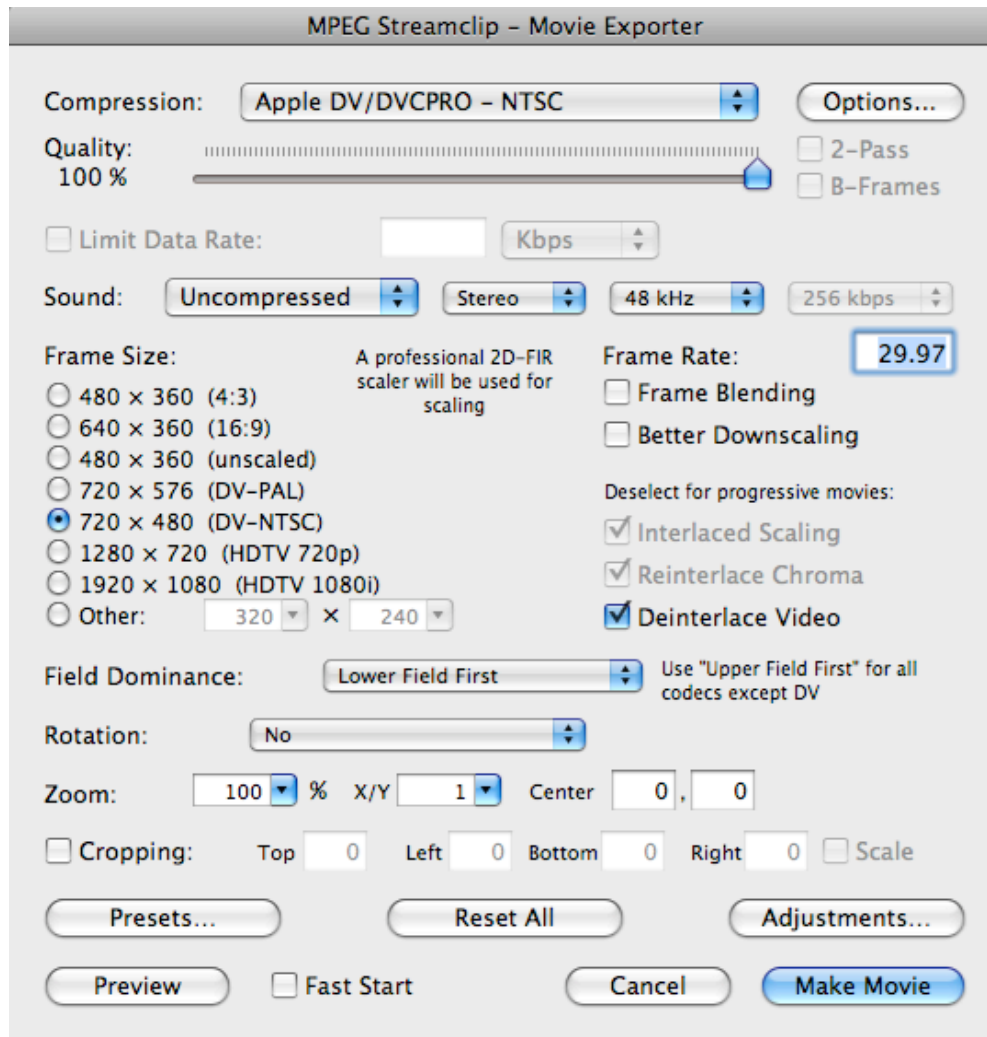 MPEG Streamclip – Movie Exporter
Compression: Apple DV/DVCPRO – NTSC Options...
Quality: 2-Pass
100 % B-Frames
Limit Data Rate: Kbps
Sound: Uncompressed Stereo 48 kHz 256 kbps
Frame Size: A professional 2D-FIR Frame Rate: 29.97
scaler will be used for
scaling
480 × 360 (4:3) Frame Blending
640 × 360 (16:9) Better Downscaling
480 × 360 (unscaled)
720 × 576 (DV-PAL) Deselect for progressive movies:
720 × 480 (DV-NTSC) Interlaced Scaling
1280 × 720 (HDTV 720p)
1920 × 1080 (HDTV 1080i) Reinterlace Chroma
Other: 320 × 240 Deinterlace Video
Field Dominance: Lower Field First Use "Upper Field First" for all
codecs except DV
Rotation: No
Zoom: 100 % X/Y 1 Center 0 , 0
Cropping: Top 0 Left 0 Bottom 0 Right 0 Scale
Presets... Reset All Adjustments...
Preview Fast Start Cancel Make Movie